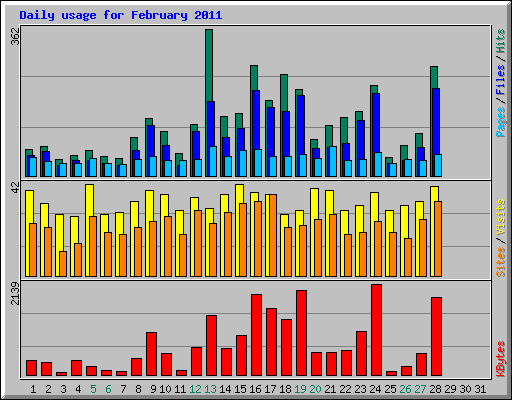 Daily usage for February 2011
362
Pages / Files / Hits
42
Sites / Visits
2139
KBytes
1 2 3 4 5 6 7 8 9 10 11 12 13 14 15 16 17 18 19 20 21 22 23 24 25 26 27 28 29 30 31